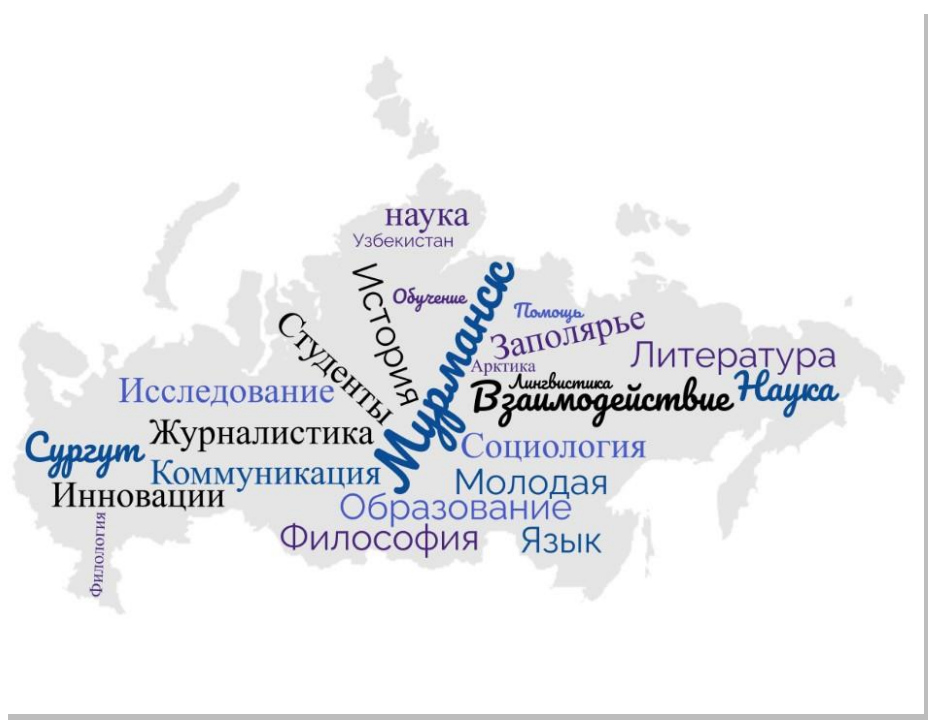 наука
Узбекистан
История
Обучение
Мурманск
Помощь
Заполярье
Студенты
Арктика
Литература
Исследование
Лингвистика
Взаимодействие
Наука
Журналистика
Сургут
Социология
Коммуникация
Молодая
Инновации
Образование
Философия
Язык
Филология